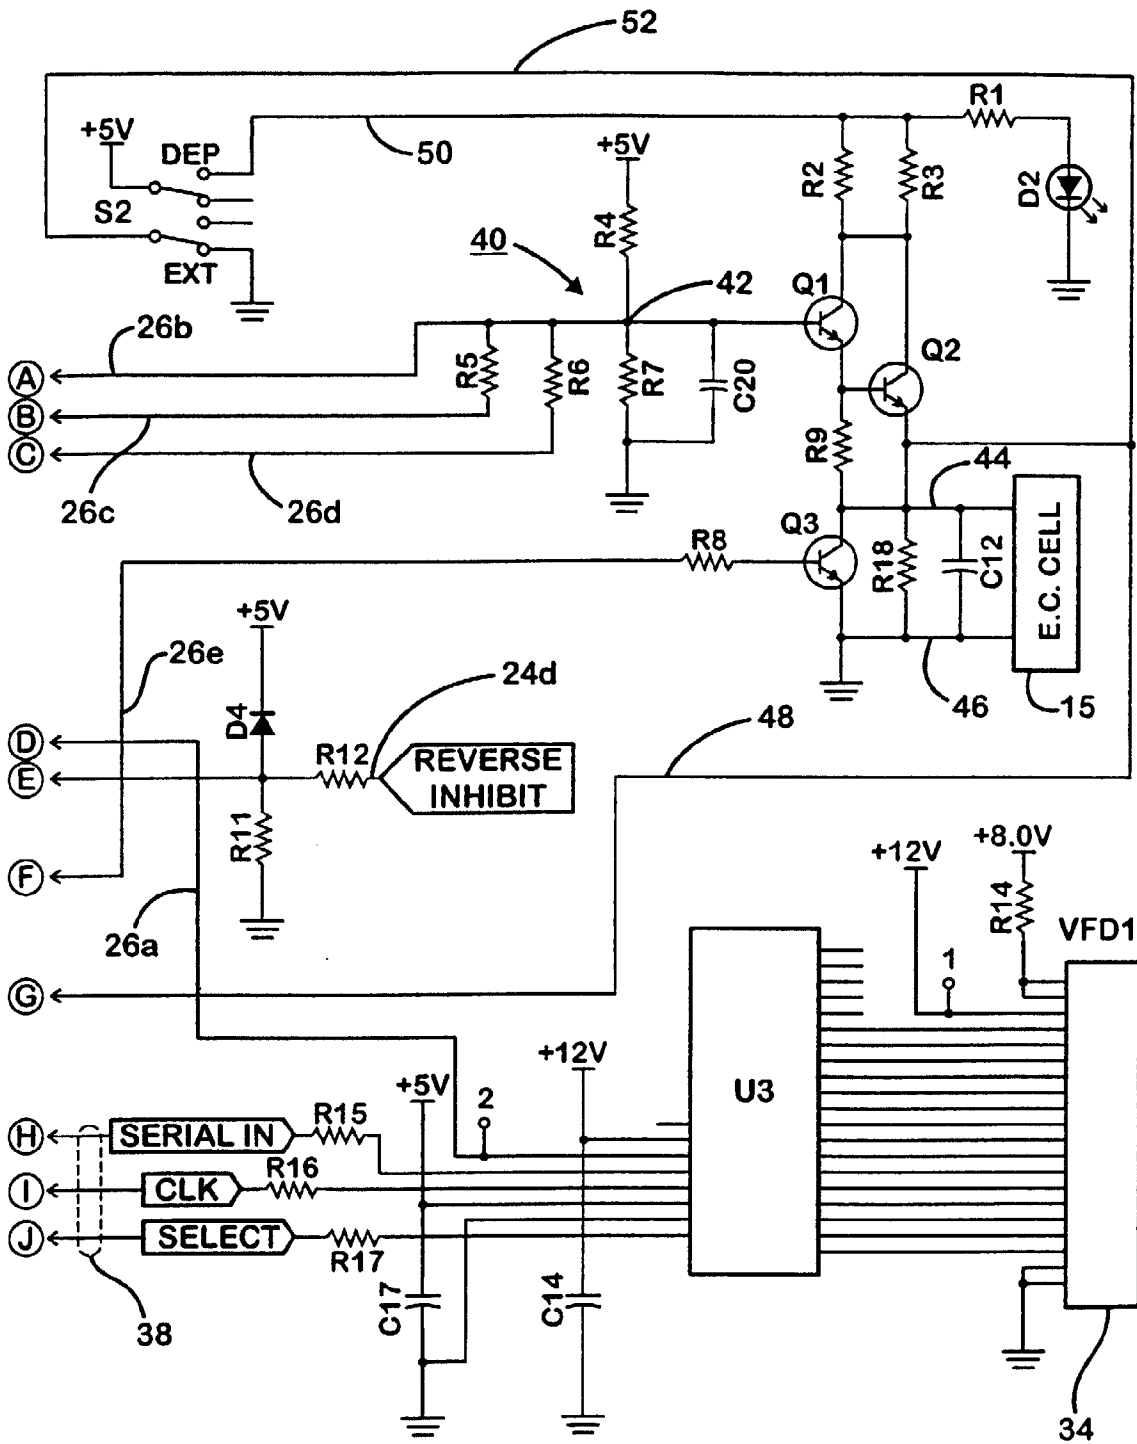 52
R1
+5V
DEP
50
+5V
R2
R3
D2
S2
R4
40
42
EXT
Q1
26b
Q2
A
R5
R6
R7
C20
B
C
R9
44
26c
26d
Q3
R8
R18
C12
E.C. CELL
+5V
26e
24d
46
15
48
D4
D
R12
REVERSE
INHIBIT
E
R11
+8.0V
+12V
F
R14
26a
VFD1
1
G
+12V
U3
+5V
2
R15
H
SERIAL IN
R16
I
CLK
J
SELECT
R17
C17
C14
38
34